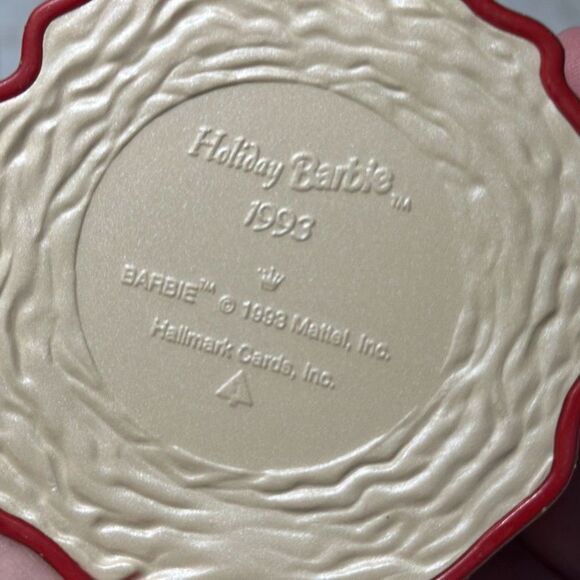 Holiday Barbie™
1993
BARBIE™ © 1993 Mattel, Inc.
Hallmark Cards, Inc.